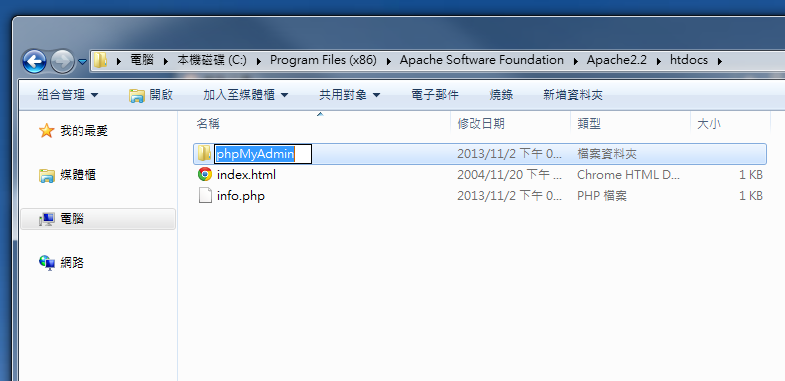 電腦 本機磁碟 (C:) Program Files (x86) Apache Software Foundation Apache2.2 htdocs
組合管理 開啟 加入至媒體櫃 共用對象 電子郵件 燒錄 新增資料夾
我的最愛
媒體櫃
電腦
網路
名稱 修改日期 類型 大小
phpMyAdmin 2013/11/2 下午 0... 檔案資料夾
index.html 2004/11/20 下午 ... Chrome HTML D... 1 KB
info.php 2013/11/2 下午 0... PHP 檔案 1 KB